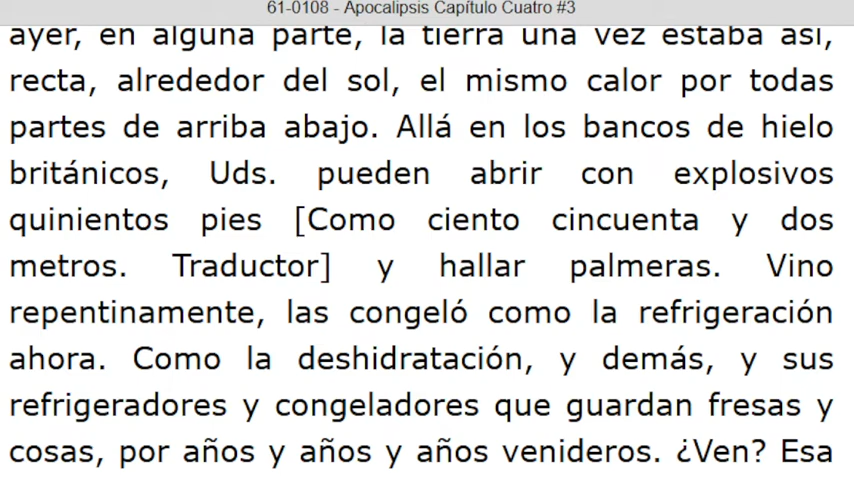 61-0108 - Apocalipsis Capítulo Cuatro #3
ayer, en alguna parte, la tierra una vez estaba así,
recta, alrededor del sol, el mismo calor por todas
partes de arriba abajo. Allá en los bancos de hielo
británicos, Uds. pueden abrir con explosivos
quinientos pies [Como ciento cincuenta y dos
metros. Traductor] y hallar palmeras. Vino
repentinamente, las congeló como la refrigeración
ahora. Como la deshidratación, y demás, y sus
refrigeradores y congeladores que guardan fresas y
cosas, por años y años y años venideros. ¿Ven? Esa